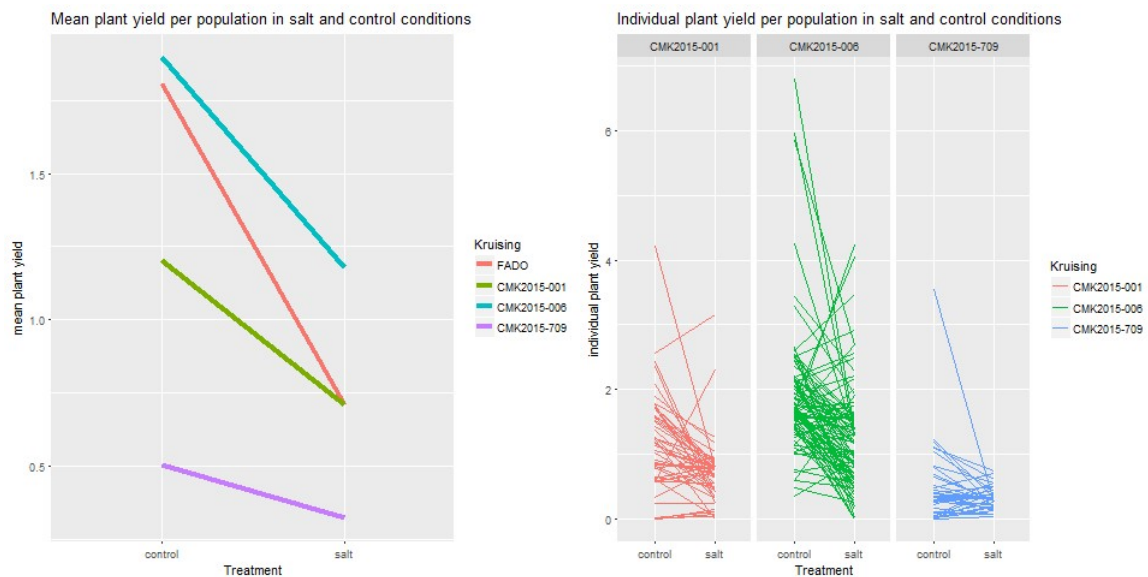 Mean plant yield per population in salt and control conditions
mean plant yield
1.5
1.0
0.5
control
salt
Treatment
Kruising
FADO
CMK2015-001
CMK2015-006
CMK2015-709
Individual plant yield per population in salt and control conditions
CMK2015-001
CMK2015-006
CMK2015-709
individual plant yield
6
4
2
0
control
salt
control
salt
control
salt
Treatment
Kruising
CMK2015-001
CMK2015-006
CMK2015-709